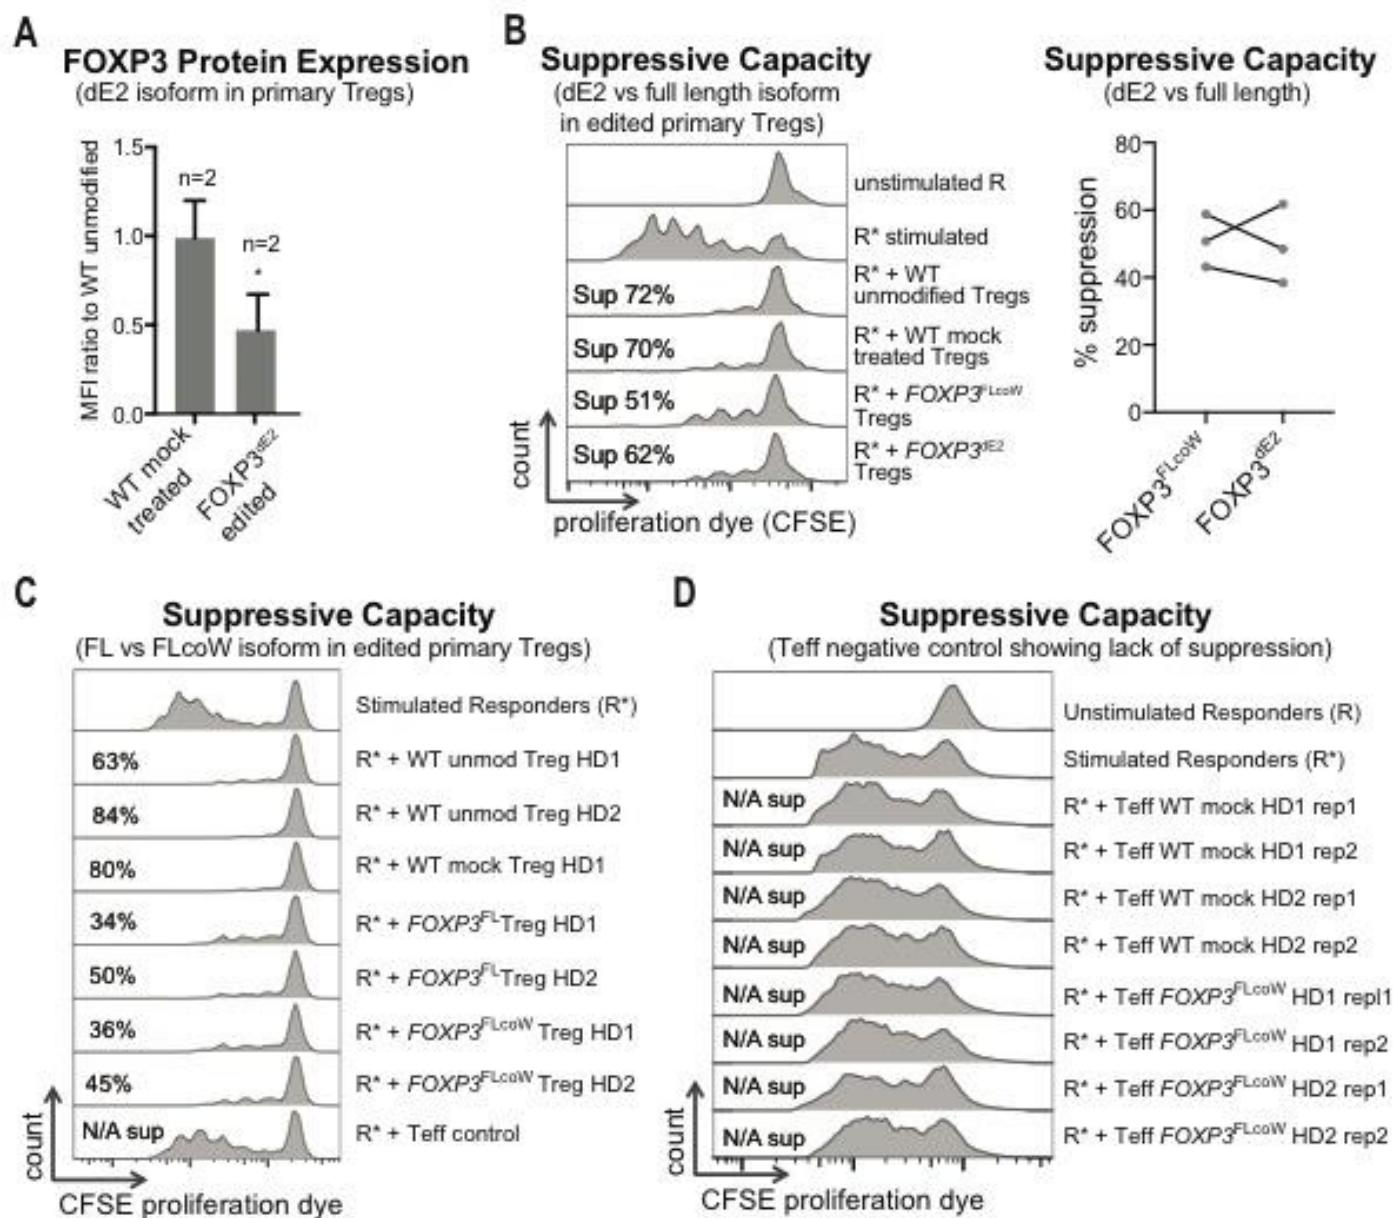 A
FOXP3 Protein Expression
(dE2 isoform in primary Tregs)
MFI ratio to WT unmodified
1.5
1.0
0.5
0.0
n=2
n=2
*
WT mock
treated
FOXP3dE2
edited
B
Suppressive Capacity
(dE2 vs full length isoform
in edited primary Tregs)
unstimulated R
R* stimulated
Sup 72%
R* + WT
unmodified Tregs
Sup 70%
R* + WT mock
treated Tregs
Sup 51%
R* + FOXP3FLcoW
Tregs
Sup 62%
R* + FOXP3dE2
Tregs
count
proliferation dye (CFSE)
Suppressive Capacity
(dE2 vs full length)
% suppression
80
60
40
20
0
FOXP3FLcoW
FOXP3dE2
C
Suppressive Capacity
(FL vs FLcoW isoform in edited primary Tregs)
Stimulated Responders (R*)
63%
R* + WT unmod Treg HD1
84%
R* + WT unmod Treg HD2
80%
R* + WT mock Treg HD1
34%
R* + FOXP3FLTreg HD1
50%
R* + FOXP3FLTreg HD2
36%
R* + FOXP3FLcoW Treg HD1
45%
R* + FOXP3FLcoW Treg HD2
N/A sup
R* + Teff control
count
CFSE proliferation dye
D
Suppressive Capacity
(Teff negative control showing lack of suppression)
Unstimulated Responders (R)
Stimulated Responders (R*)
N/A sup
R* + Teff WT mock HD1 rep1
N/A sup
R* + Teff WT mock HD1 rep2
N/A sup
R* + Teff WT mock HD2 rep1
N/A sup
R* + Teff WT mock HD2 rep2
N/A sup
R* + Teff FOXP3FLcoW HD1 repl1
N/A sup
R* + Teff FOXP3FLcoW HD1 rep2
N/A sup
R* + Teff FOXP3FLcoW HD2 rep1
N/A sup
R* + Teff FOXP3FLcoW HD2 rep2
count
CFSE proliferation dye